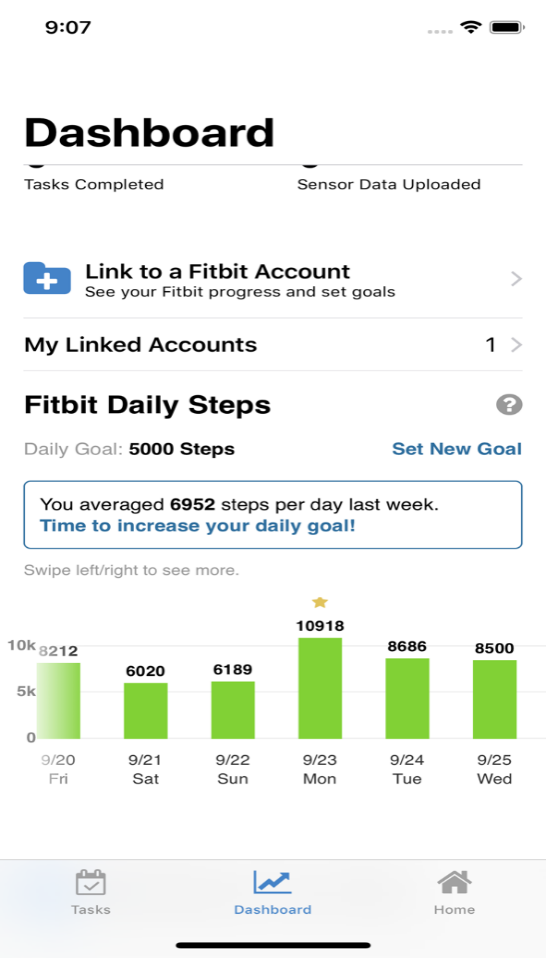 9:07
Dashboard
Tasks Completed Sensor Data Uploaded
Link to a Fitbit Account
See your Fitbit progress and set goals
My Linked Accounts 1
Fitbit Daily Steps ?
Daily Goal: 5000 Steps Set New Goal
You averaged 6952 steps per day last week.
Time to increase your daily goal!
Swipe left/right to see more.
10k 8212 6020 6189 10918 8686 8500
5k
0
9/20 9/21 9/22 9/23 9/24 9/25
Fri Sat Sun Mon Tue Wed
Tasks Dashboard Home